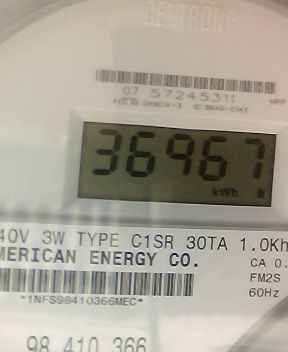 CENTRON®
07 57245311
36967
kWh
40V 3W TYPE C1SR 30TA 1.0Kh
MERICAN ENERGY CO.
CA 0.
FM2S
60Hz
*1NFS98410366MEC*
98 410 366